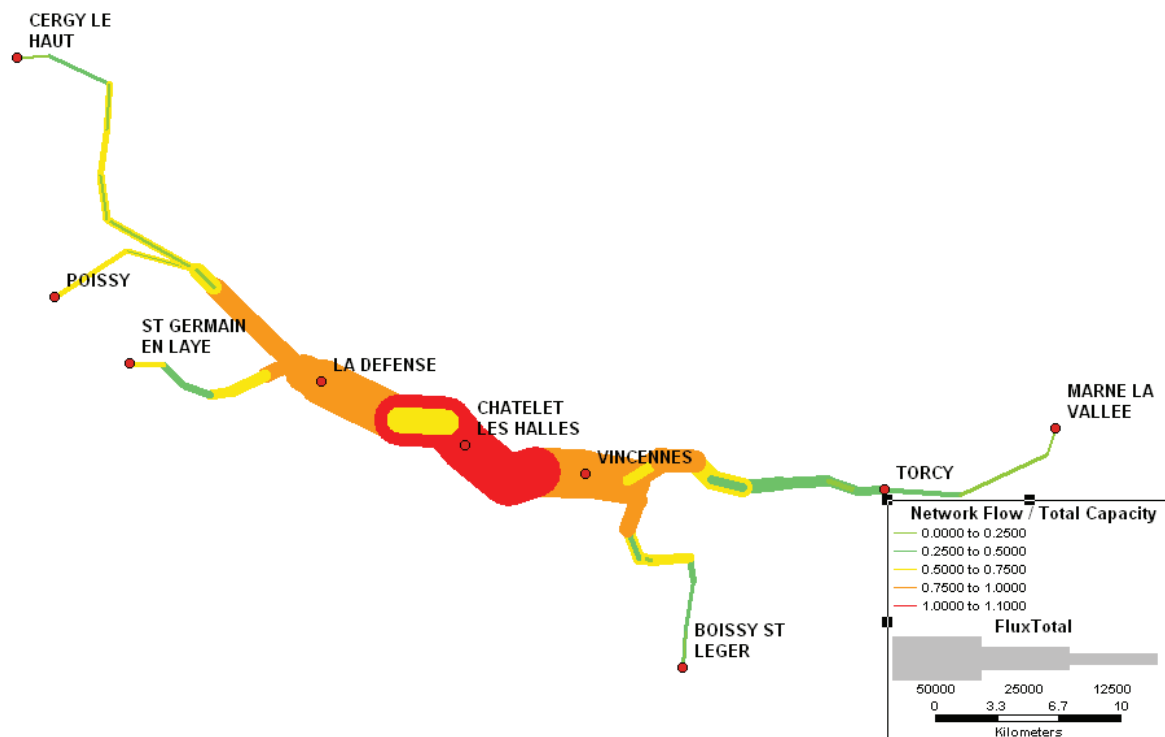 CERGY LE
HAUT
POISSY
ST GERMAIN
EN LAYE
LA DEFENSE
CHATELET
LES HALLES
VINCENNES
MARNE LA
VALLEE
TORCY
BOISSY ST
LEGER
Network Flow / Total Capacity
0.0000 to 0.2500
0.2500 to 0.5000
0.5000 to 0.7500
0.7500 to 1.0000
1.0000 to 1.1000
FluxTotal
50000 25000 12500
0 3.3 6.7 10
Kilometers